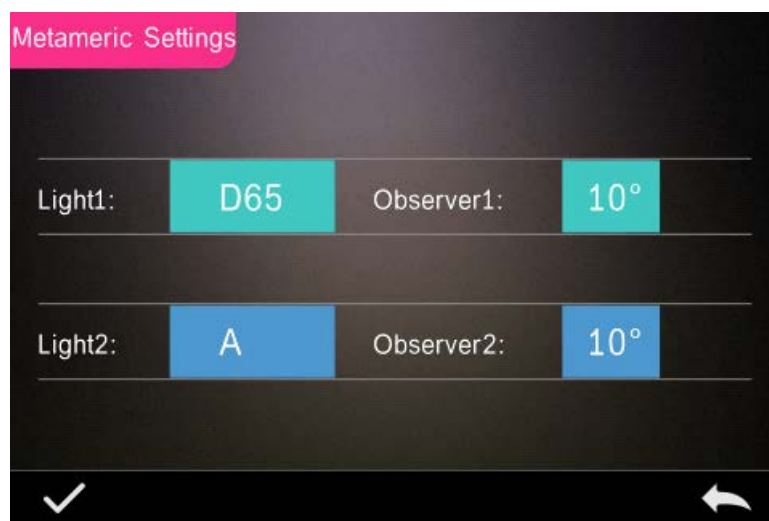 Metameric Settings
Light1: D65 Observer1: 10°
Light2: A Observer2: 10°